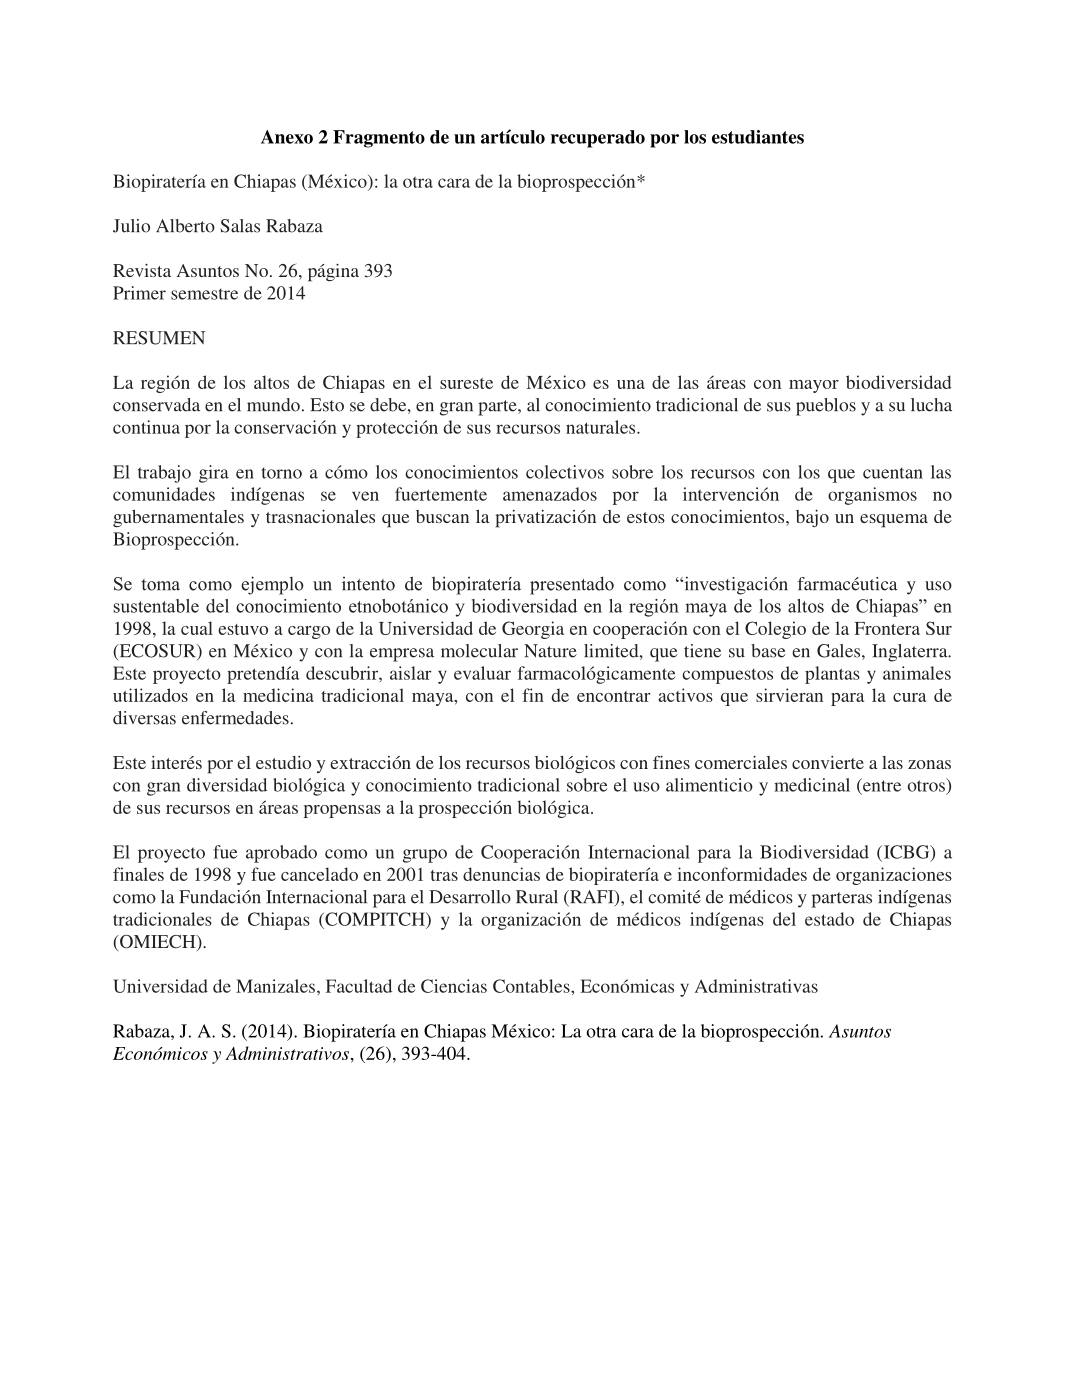 Anexo 2 Fragmento de un artículo recuperado por los estudiantes
Biopiratería en Chiapas (México): la otra cara de la bioprospección*
Julio Alberto Salas Rabaza
Revista Asuntos No. 26, página 393
Primer semestre de 2014
RESUMEN
La región de los altos de Chiapas en el sureste de México es una de las áreas con mayor biodiversidad
conservada en el mundo. Esto se debe, en gran parte, al conocimiento tradicional de sus pueblos y a su lucha
continua por la conservación y protección de sus recursos naturales.
El trabajo gira en torno a cómo los conocimientos colectivos sobre los recursos con los que cuentan las
comunidades indígenas se ven fuertemente amenazados por la intervención de organismos no
gubernamentales y trasnacionales que buscan la privatización de estos conocimientos, bajo un esquema de
Bioprospección.
Se toma como ejemplo un intento de biopiratería presentado como “investigación farmacéutica y uso
sustentable del conocimiento etnobotánico y biodiversidad en la región maya de los altos de Chiapas” en
1998, la cual estuvo a cargo de la Universidad de Georgia en cooperación con el Colegio de la Frontera Sur
(ECOSUR) en México y con la empresa molecular Nature limited, que tiene su base en Gales, Inglaterra.
Este proyecto pretendía descubrir, aislar y evaluar farmacológicamente compuestos de plantas y animales
utilizados en la medicina tradicional maya, con el fin de encontrar activos que sirvieran para la cura de
diversas enfermedades.
Este interés por el estudio y extracción de los recursos biológicos con fines comerciales convierte a las zonas
con gran diversidad biológica y conocimiento tradicional sobre el uso alimenticio y medicinal (entre otros)
de sus recursos en áreas propensas a la prospección biológica.
El proyecto fue aprobado como un grupo de Cooperación Internacional para la Biodiversidad (ICBG) a
finales de 1998 y fue cancelado en 2001 tras denuncias de biopiratería e inconformidades de organizaciones
como la Fundación Internacional para el Desarrollo Rural (RAFI), el comité de médicos y parteras indígenas
tradicionales de Chiapas (COMPITCH) y la organización de médicos indígenas del estado de Chiapas
(OMIECH).
Universidad de Manizales, Facultad de Ciencias Contables, Económicas y Administrativas
Rabaza, J. A. S. (2014). Biopiratería en Chiapas México: La otra cara de la bioprospección. Asuntos
Económicos y Administrativos, (26), 393-404.